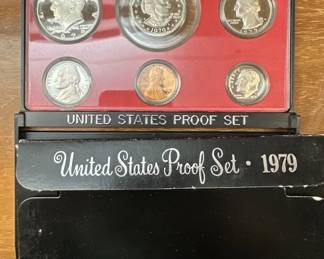 UNITED STATES PROOF SET
United States Proof Set • 1979